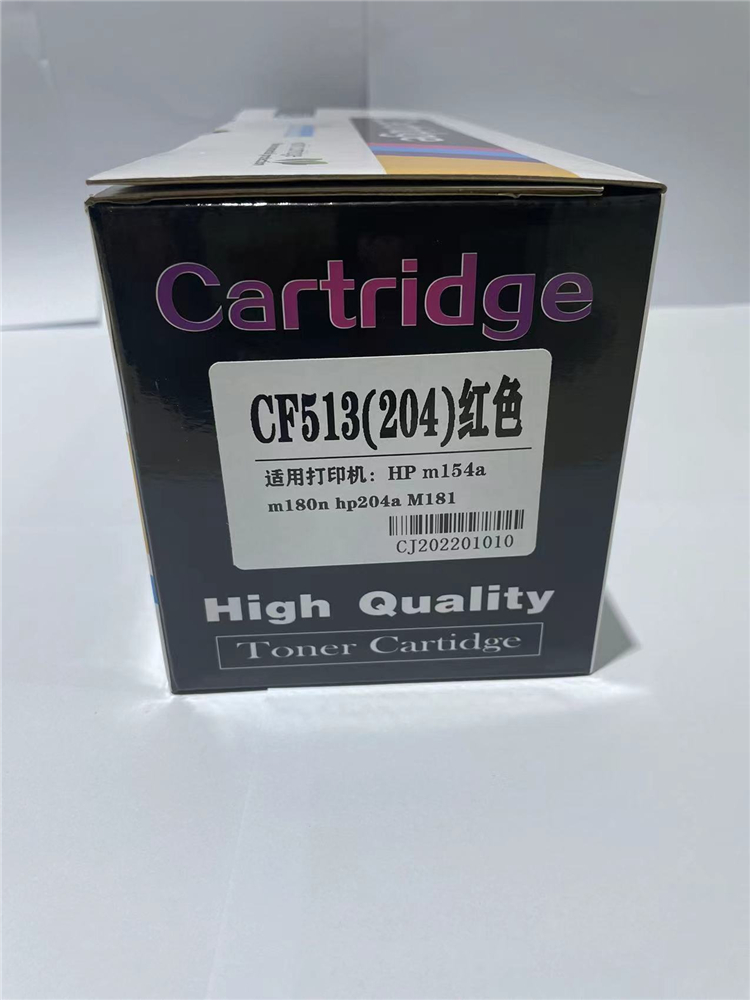 Cartridge
CF513(204)红色
适用打印机：HP m154a
m180n hp204a M181
CJ202201010
High Quality
Toner Cartidge